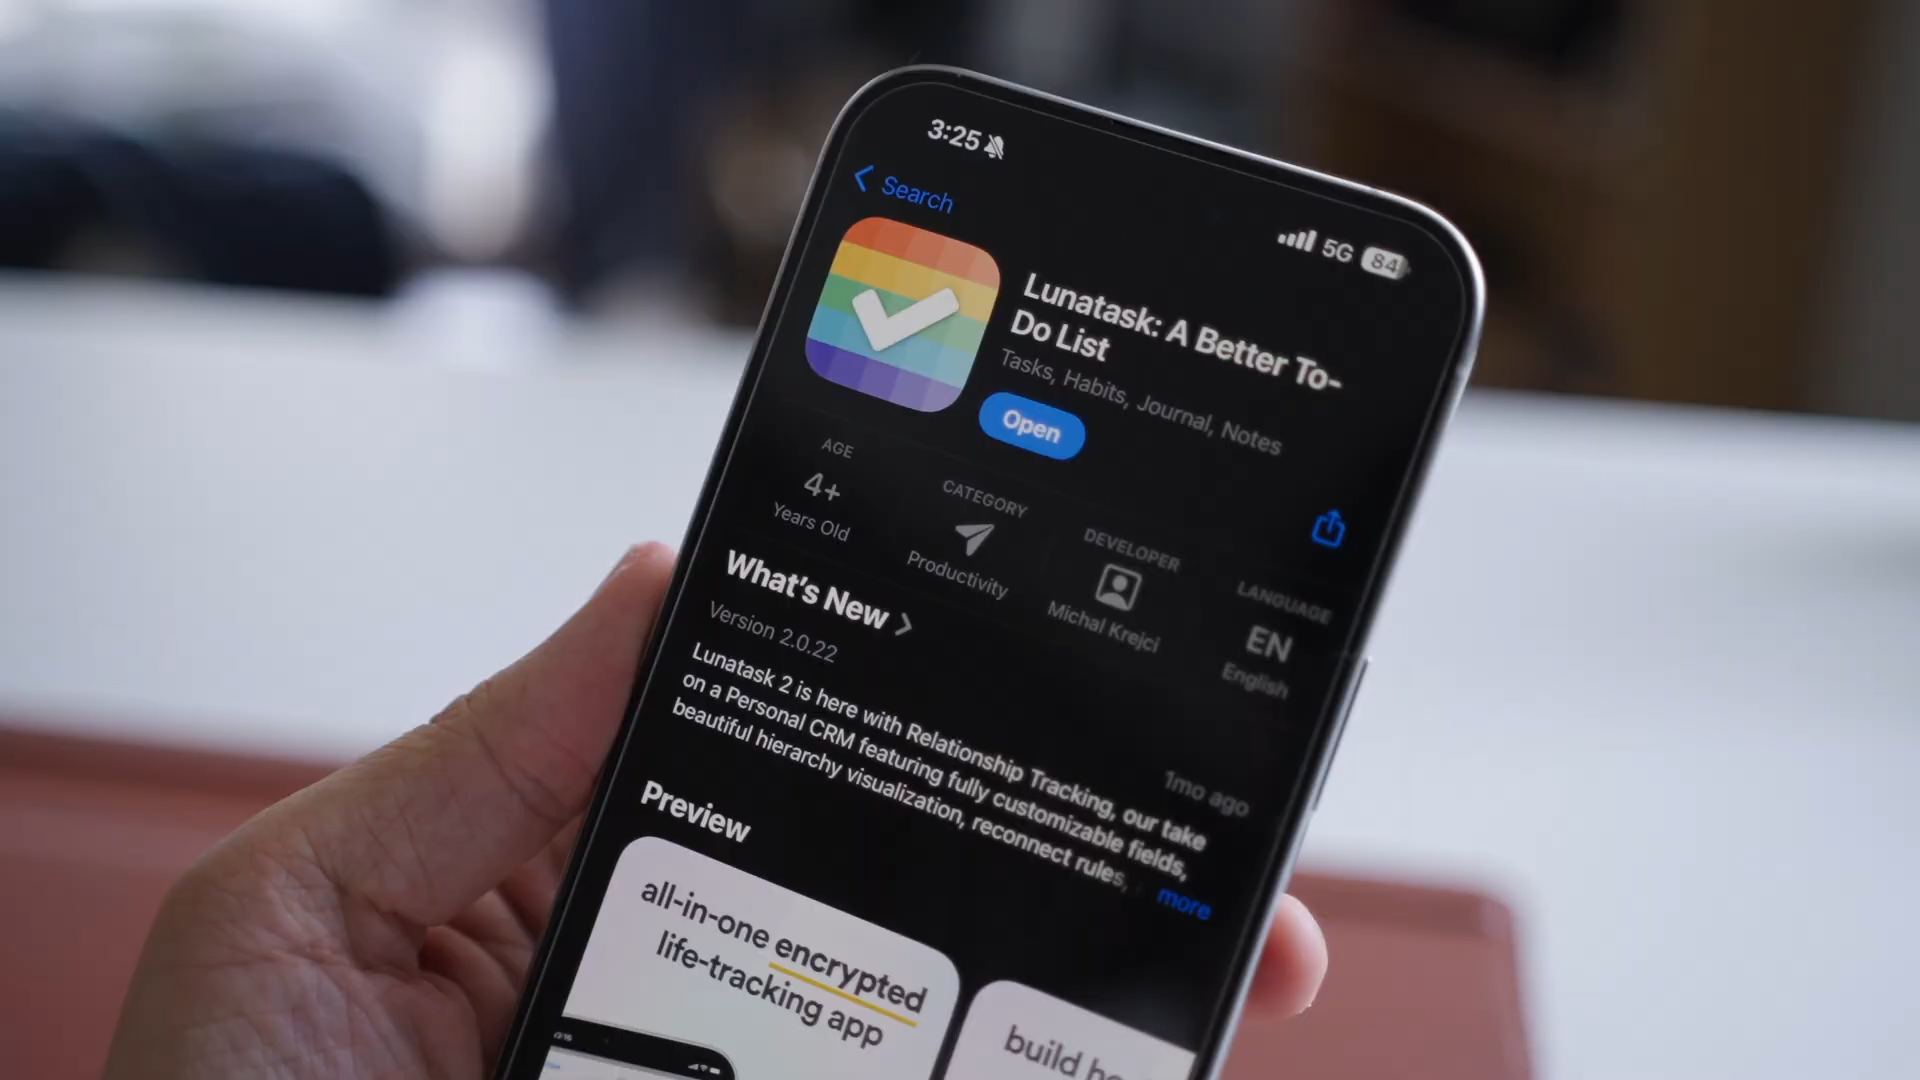 3:25
5G 84
Search
Lunatask: A Better To-
Do List
Tasks, Habits, Journal, Notes
Open
AGE
4+
Years Old
CATEGORY
Productivity
DEVELOPER
Michal Krejci
LANGUAGE
EN
English
What's New
Version 2.0.22
1mo ago
Lunatask 2 is here with Relationship Tracking, our take
on a Personal CRM featuring fully customizable fields,
beautiful hierarchy visualization, reconnect rules,
more
Preview
all-in-one encrypted
life-tracking app
build